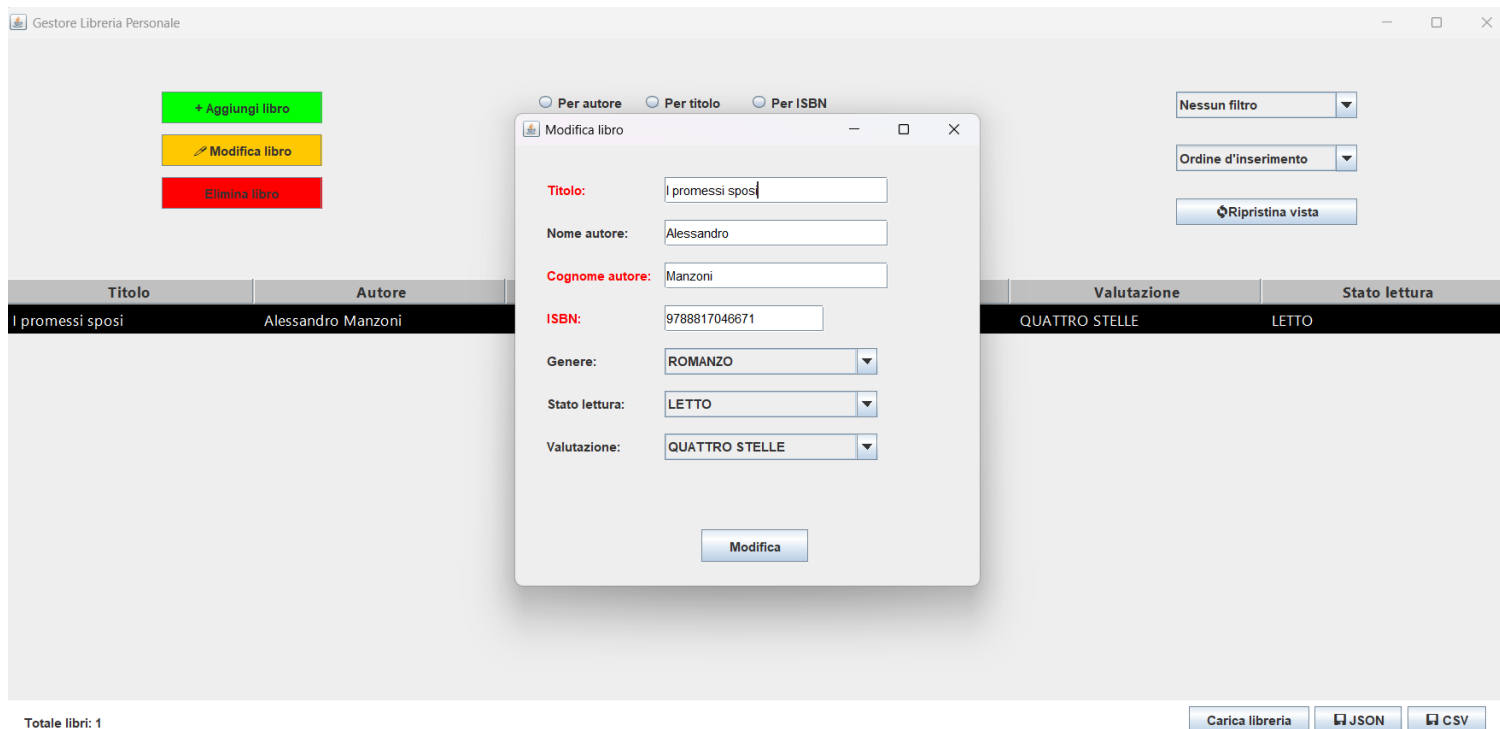 Gestore Libreria Personale
+ Aggiungi libro
Modifica libro
Elimina libro
Per autore Per titolo Per ISBN
Nessun filtro
Ordine d'inserimento
Ripristina vista
Titolo Autore Valutazione Stato lettura
I promessi sposi Alessandro Manzoni QUATTRO STELLE LETTO
Modifica libro
Titolo: I promessi sposi
Nome autore: Alessandro
Cognome autore: Manzoni
ISBN: 9788817046671
Genere: ROMANZO
Stato lettura: LETTO
Valutazione: QUATTRO STELLE
Modifica
Totale libri: 1
Carica libreria JSON CSV